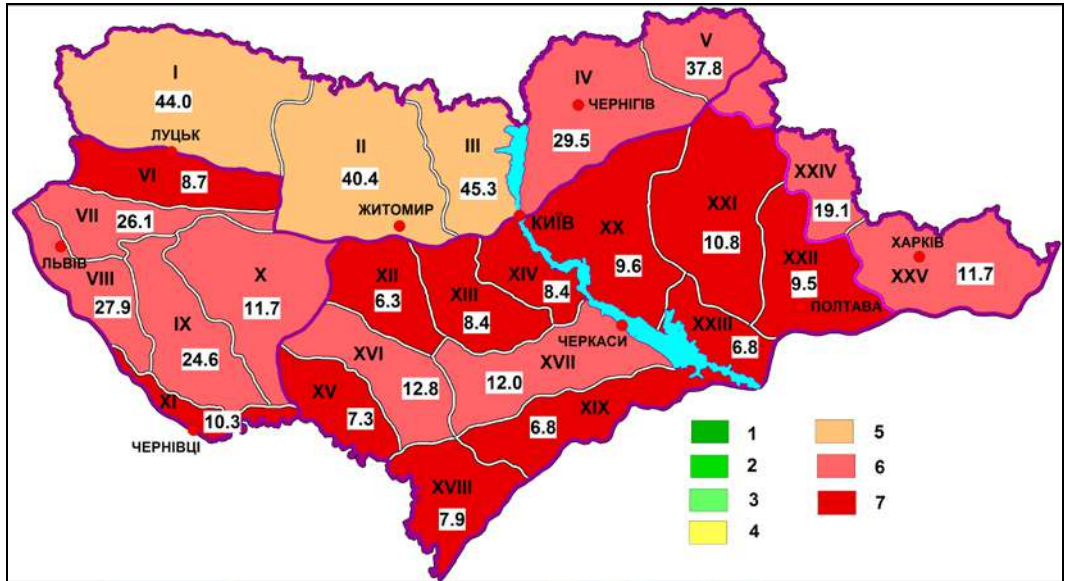 I
44.0
ЛУЦЬК
II
40.4
ЖИТОМИР
III
45.3
IV
ЧЕРНІГІВ
29.5
V
37.8
VI
8.7
VII
26.1
ЛЬВІВ
VIII
27.9
IX
24.6
X
11.7
XI
10.3
ЧЕРНІВЦІ
XII
6.3
XIII
8.4
XIV
8.4
КИЇВ
XV
7.3
XVI
12.8
XVII
12.0
ЧЕРКАСИ
XVIII
7.9
XIX
6.8
XX
9.6
XXI
10.8
XXII
9.5
ПОЛТАВА
XXIII
6.8
XXIV
19.1
ХАРКІВ
XXV
11.7
1
2
3
4
5
6
7